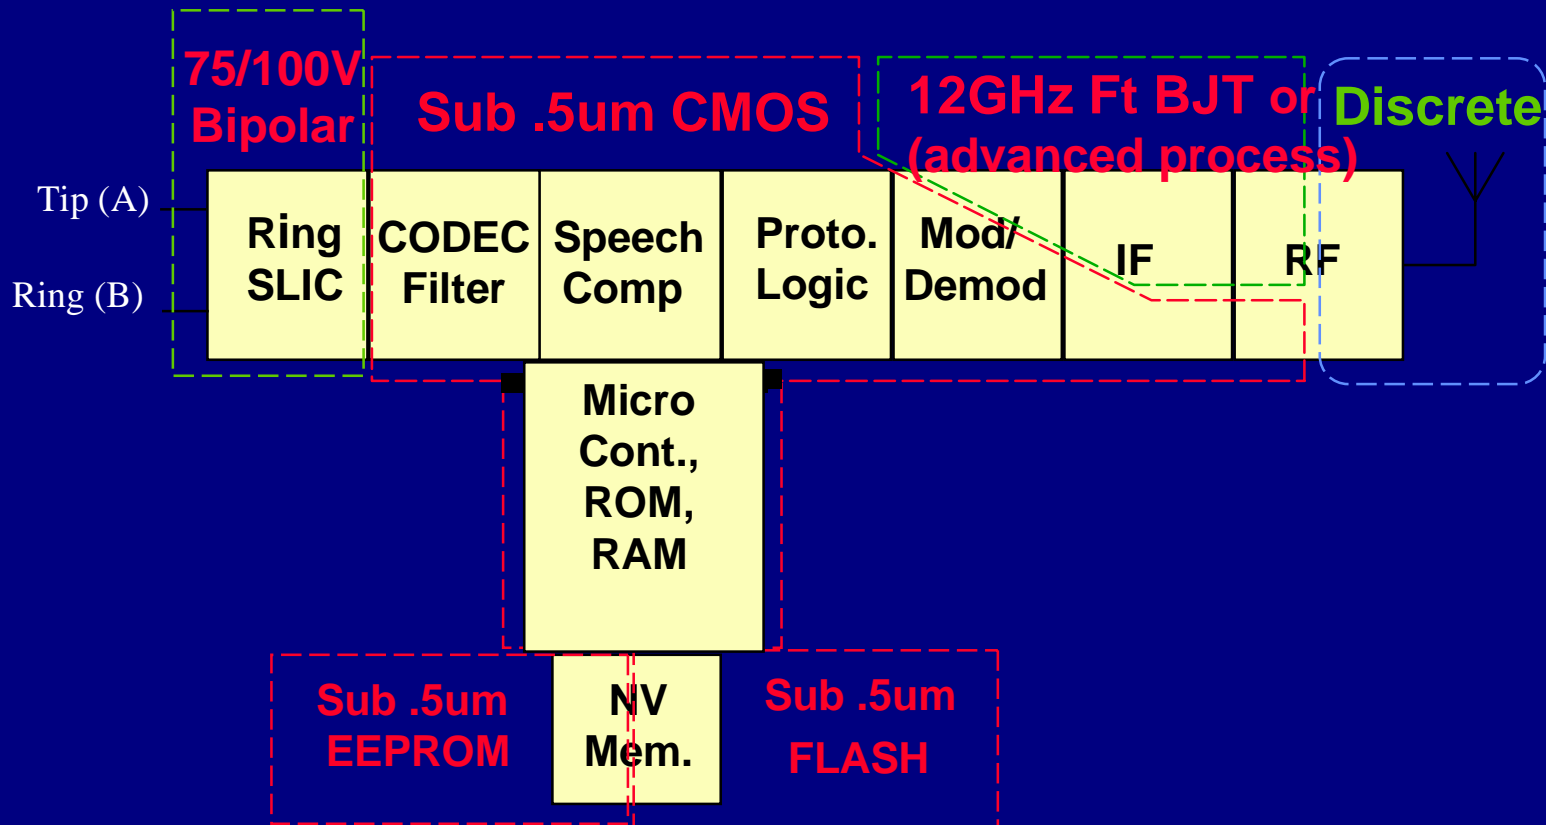 75/100V
Bipolar
Sub .5um CMOS
12GHz Ft BJT or
(advanced process)
Discrete
Tip (A)
Ring (B)
Ring
SLIC
CODEC
Filter
Speech
Comp
Proto.
Logic
Mod/
Demod
IF
RF
Micro
Cont.,
ROM,
RAM
Sub .5um
EEPROM
NV
Mem.
Sub .5um
FLASH